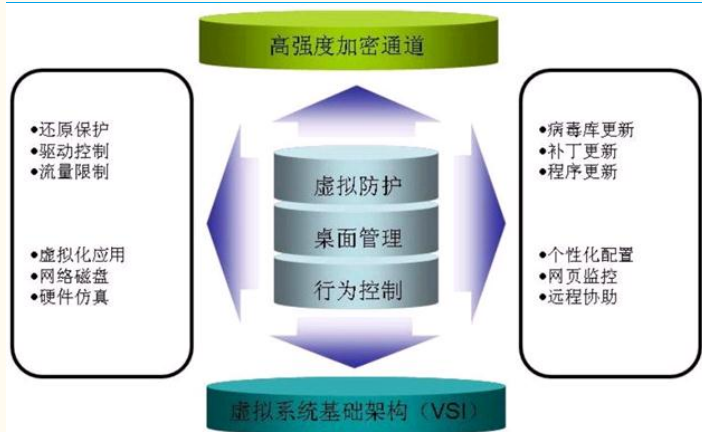 高强度加密通道
●还原保护
●驱动控制
●流量限制
●虚拟化应用
●网络磁盘
●硬件仿真
虚拟防护
桌面管理
行为控制
●病毒库更新
●补丁更新
●程序更新
●个性化配置
●网页监控
●远程协助
虚拟系统基础架构（VSI）